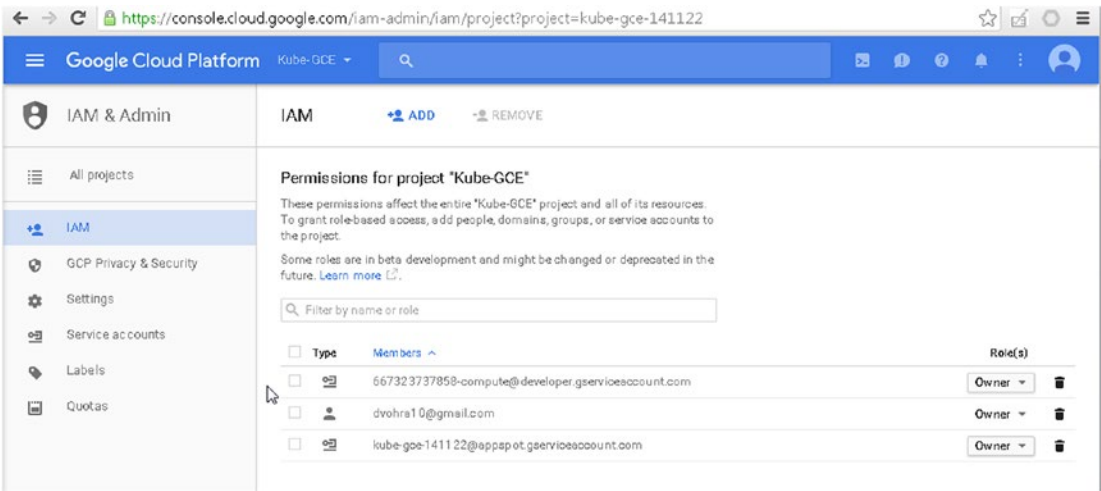 https://console.cloud.google.com/iam-admin/iam/project?project=kube-gce-141122
Google Cloud Platform Kube-GCE
IAM & Admin
IAM ADD REMOVE
All projects
IAM
GCP Privacy & Security
Settings
Service accounts
Labels
Quotas
Permissions for project "Kube-GCE"
These permissions affect the entire "Kube-GCE" project and all of its resources.
To grant role-based access, add people, domains, groups, or service accounts to
the project.
Some roles are in beta development and might be changed or deprecated in the
future. Learn more
Filter by name or role
Type Members Role(s)
667323737858-compute@developer.gserviceaccount.com Owner
dvohra10@gmail.com Owner
kube-gce-141122@appspot.gserviceaccount.com Owner